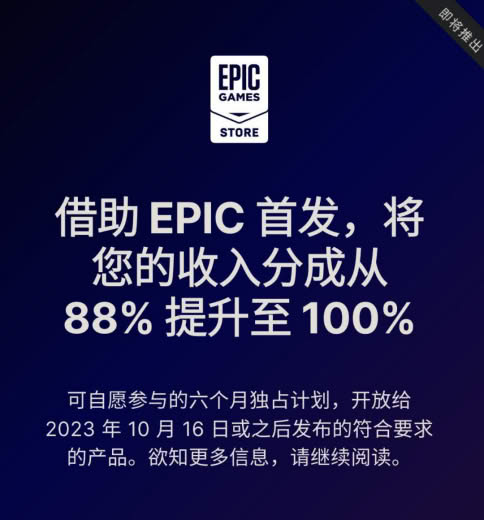 即将推出
EPIC
GAMES
STORE
借助 EPIC 首发，将
您的收入分成从
88% 提升至 100%
可自愿参与的六个月独占计划，开放给
2023 年 10 月 16 日或之后发布的符合要求
的产品。欲知更多信息，请继续阅读。